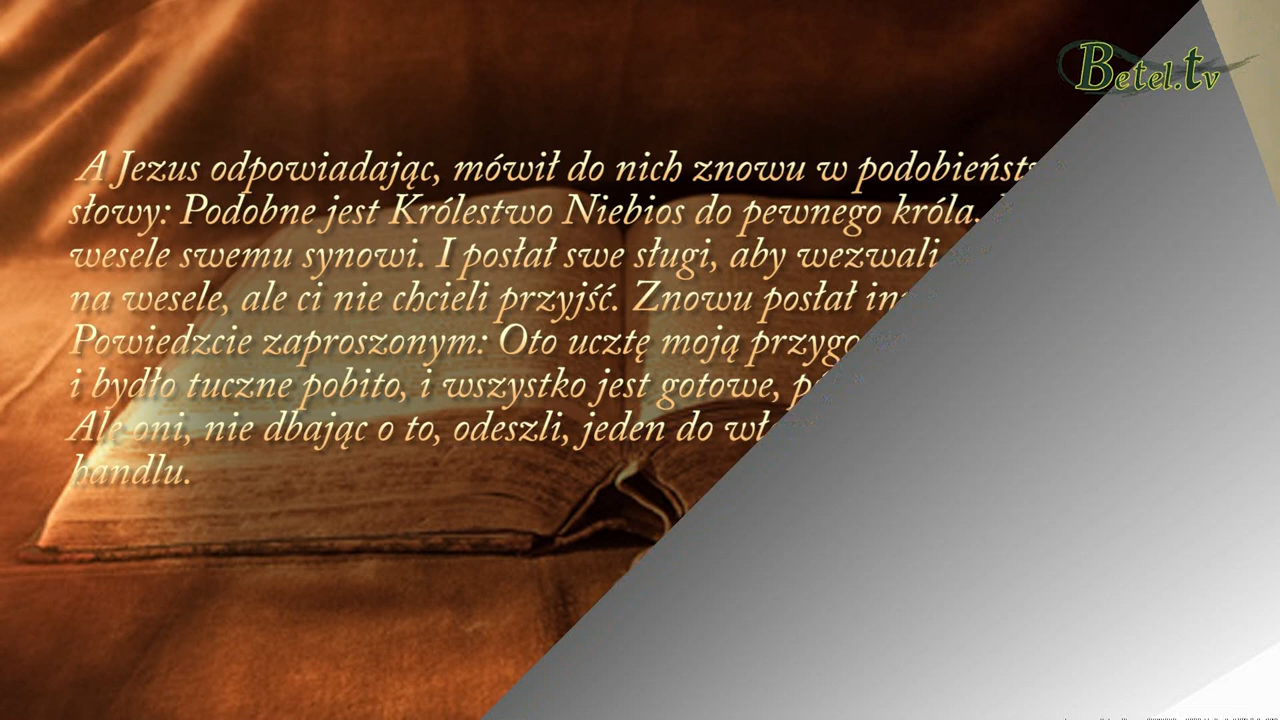 Betel.tv
A Jezus odpowiadając, mówił do nich znowu w
słowy: Podobne jest Królestwo Niebios do pewnego króla.
wesele swemu synowi. I posłał swe sługi, aby wezwali
na wesele, ale ci nie chcieli przyjść. Znowu posłał
Powiedzcie zaproszonym: Oto ucztę moją
i bydło tuczne pobito, i wszystko jest gotowe,
Ale oni, nie dbając o to, odeszli, jeden do
handlu.